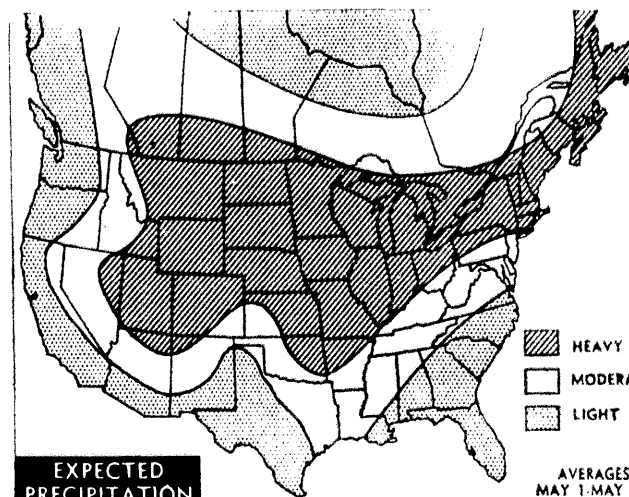 HEAVY
MODERA
LIGHT
EXPECTED
PRECIPITATION
AVERAGES
MAY 1-MAY